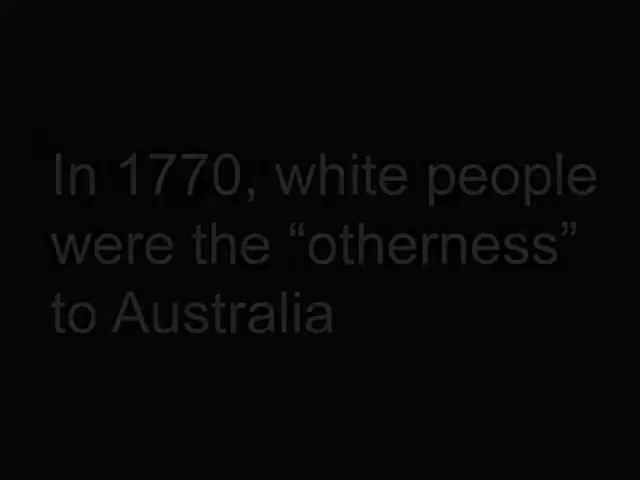 In 1770, white people
were the “otherness”
to Australia